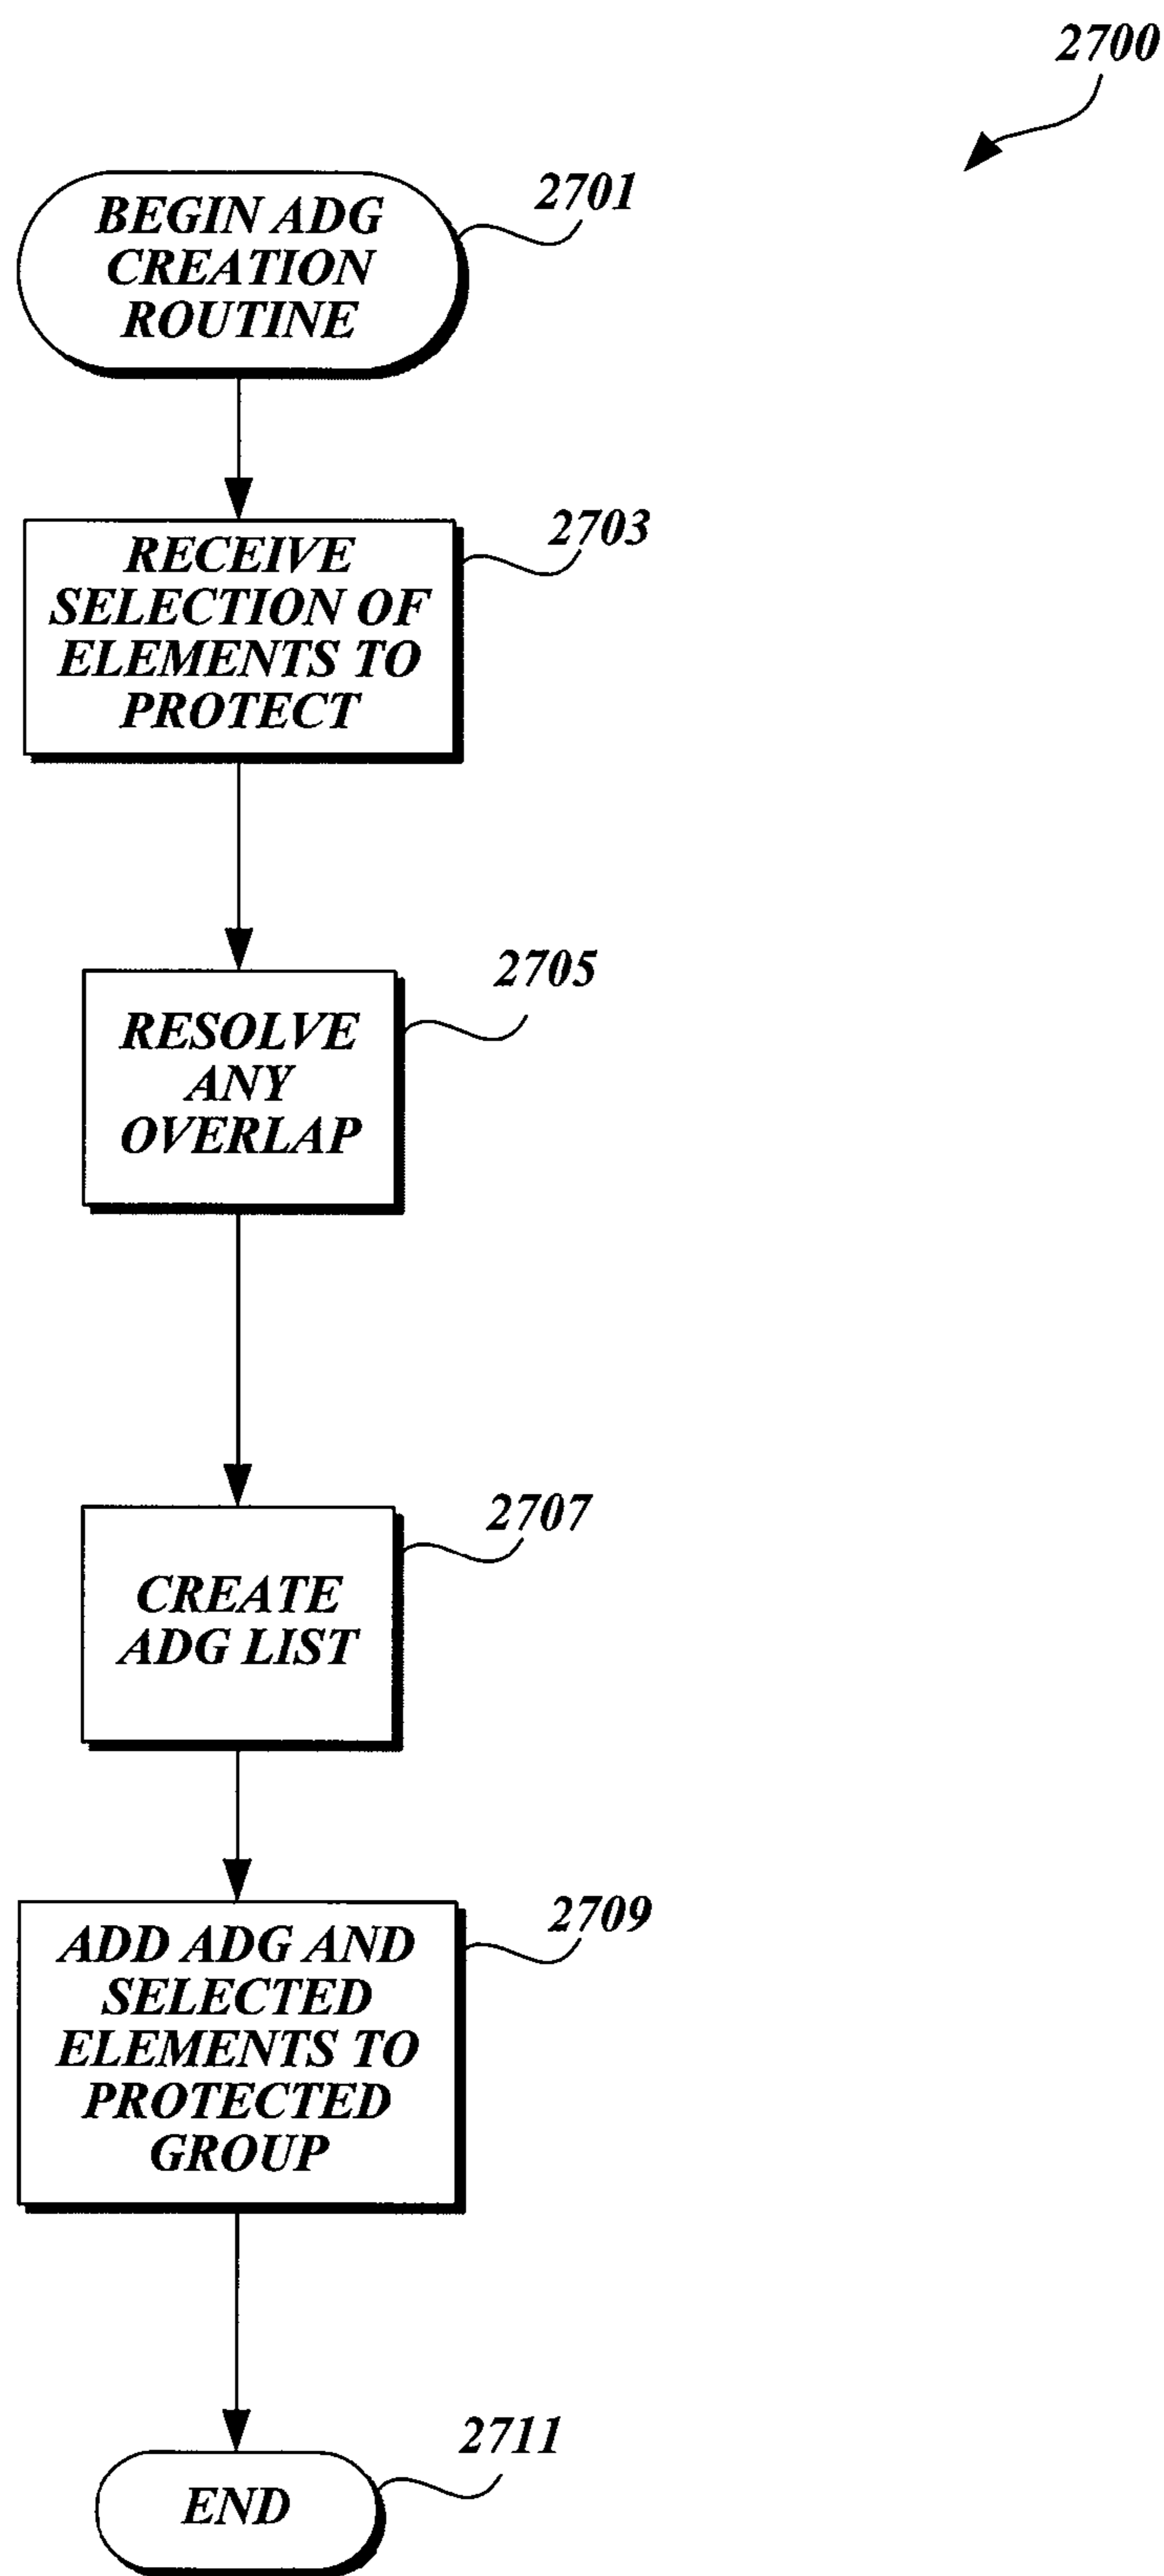 2700
BEGIN ADG
CREATION
ROUTINE
2701
RECEIVE
SELECTION OF
ELEMENTS TO
PROTECT
2703
RESOLVE
ANY
OVERLAP
2705
CREATE
ADG LIST
2707
ADD ADG AND
SELECTED
ELEMENTS TO
PROTECTED
GROUP
2709
END
2711